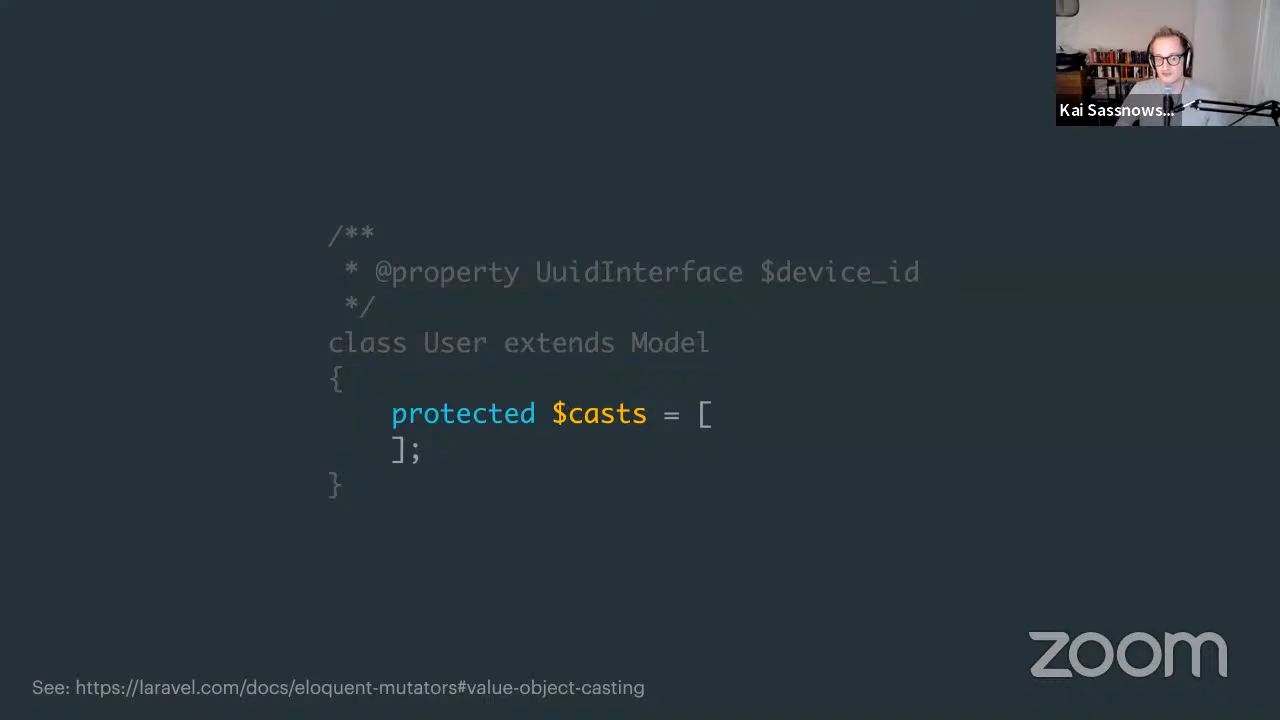 Kai Sassnows...
/**
 * @property UuidInterface $device_id
 */
class User extends Model
{
    protected $casts = [
    ];
}
zoom
See: https://laravel.com/docs/eloquent-mutators#value-object-casting